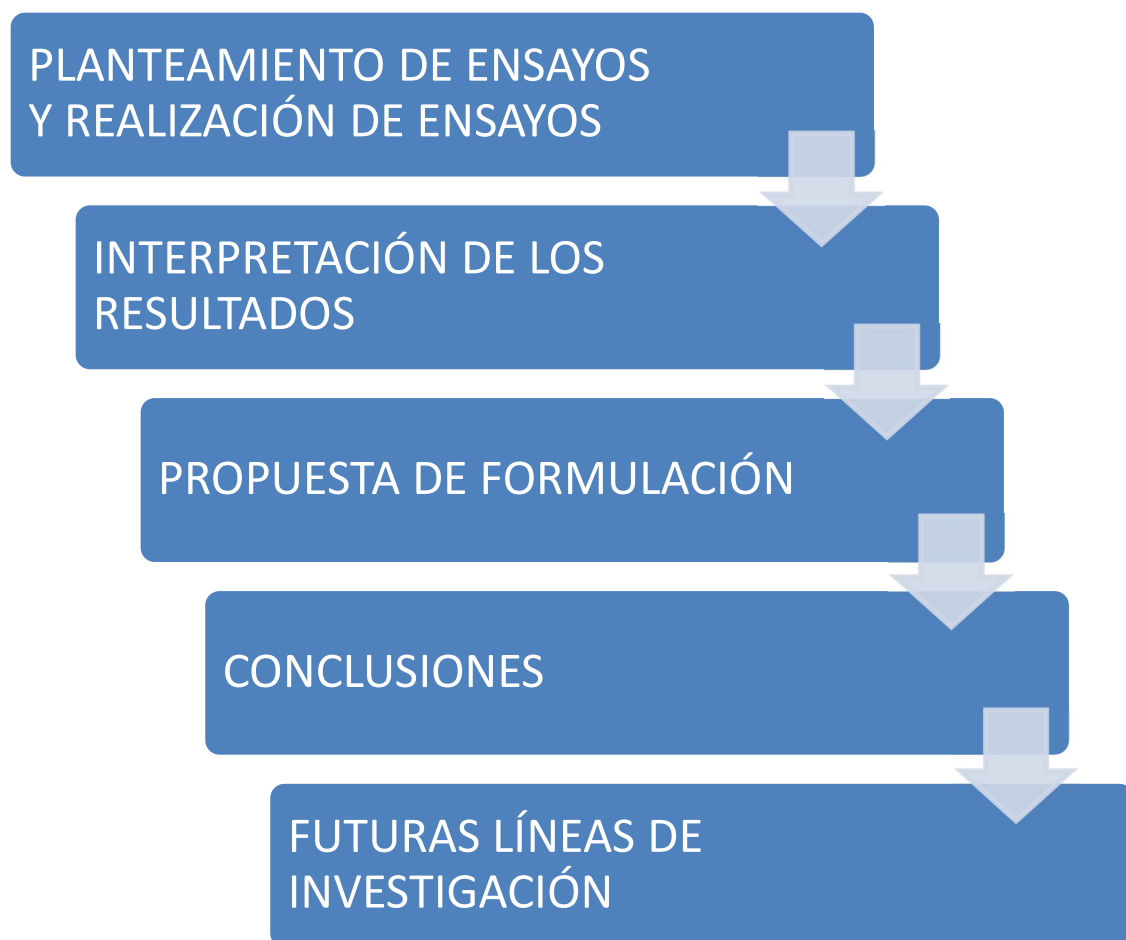 PLANTEAMIENTO DE ENSAYOS
Y REALIZACIÓN DE ENSAYOS
INTERPRETACIÓN DE LOS
RESULTADOS
PROPUESTA DE FORMULACIÓN
CONCLUSIONES
FUTURAS LÍNEAS DE
INVESTIGACIÓN